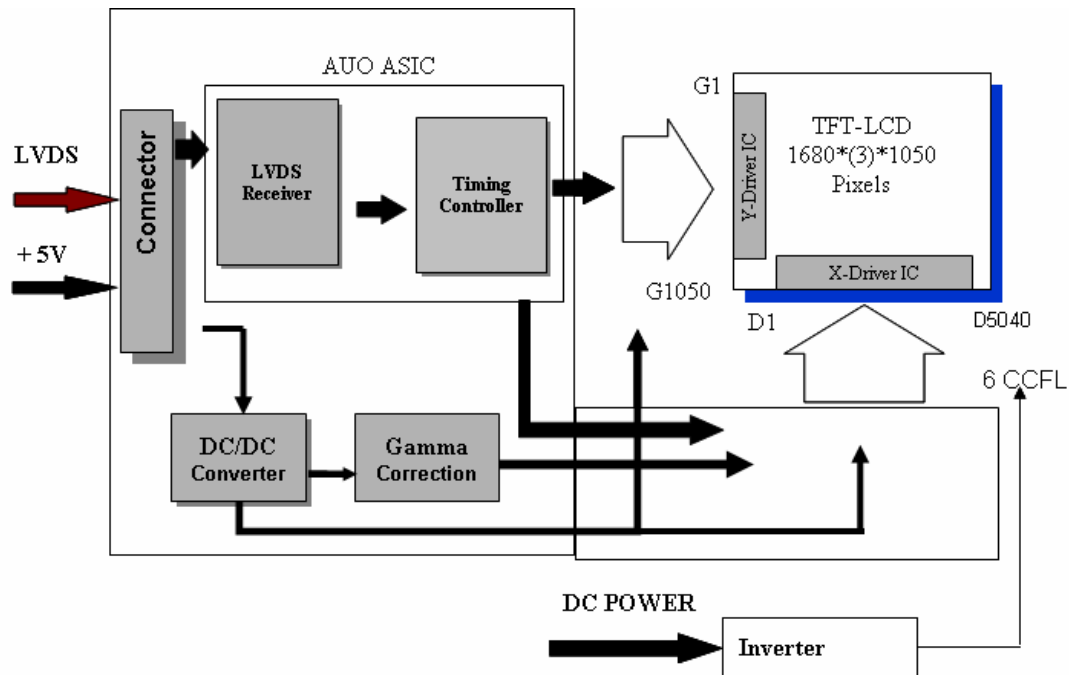 AUO ASIC
LVDS
+5V
Connector
LVDS
Receiver
Timing
Controller
G1
Y-Driver IC
TFT-LCD
1680*(3)*1050
Pixels
X-Driver IC
G1050
D1
D5040
6 CCFL
DC/DC
Converter
Gamma
Correction
DC POWER
Inverter